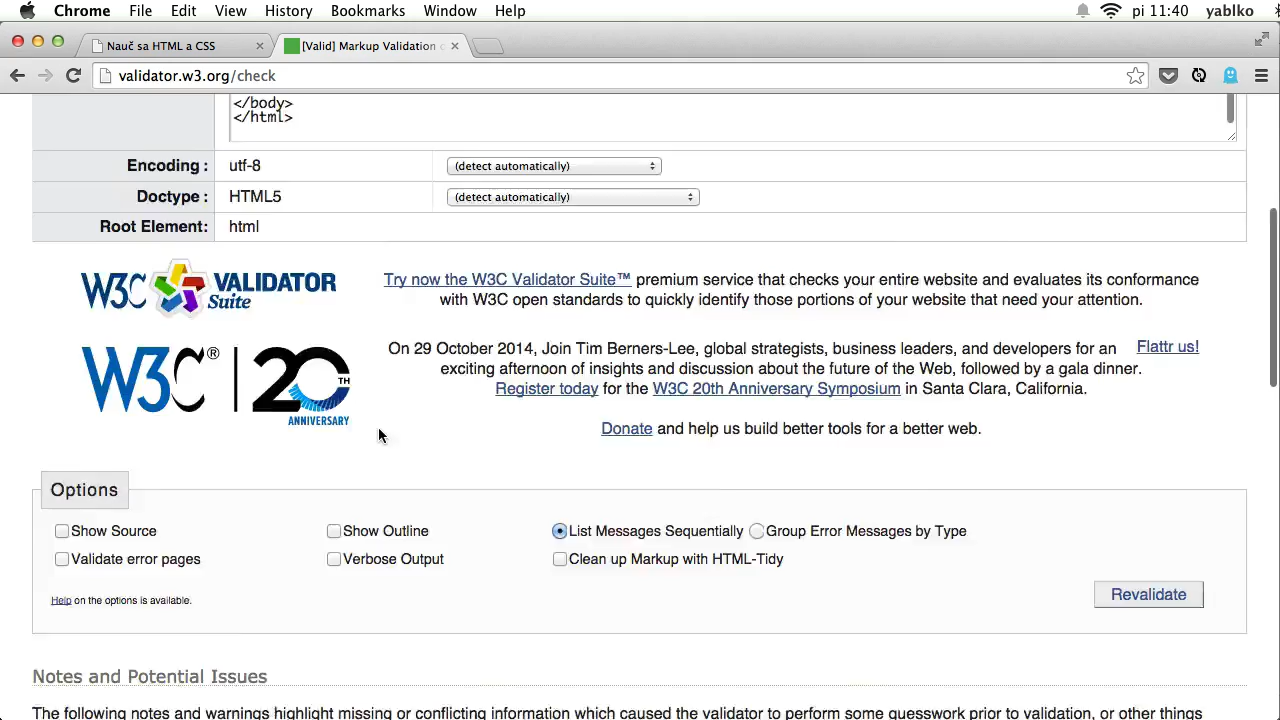 Chrome File Edit View History Bookmarks Window Help pi 11:40 yablko
Nauč sa HTML a CSS [Valid] Markup Validation
validator.w3.org/check
</body>
</html>
Encoding : utf-8 (detect automatically)
Doctype : HTML5 (detect automatically)
Root Element: html
W3C VALIDATOR Suite
Try now the W3C Validator Suite™ premium service that checks your entire website and evaluates its conformance
with W3C open standards to quickly identify those portions of your website that need your attention.
W3C® | 20TH ANNIVERSARY
On 29 October 2014, Join Tim Berners-Lee, global strategists, business leaders, and developers for an
exciting afternoon of insights and discussion about the future of the Web, followed by a gala dinner.
Register today for the W3C 20th Anniversary Symposium in Santa Clara, California.
Flattr us!
Donate and help us build better tools for a better web.
Options
Show Source Show Outline List Messages Sequentially Group Error Messages by Type
Validate error pages Verbose Output Clean up Markup with HTML-Tidy
Help on the options is available.
Revalidate
Notes and Potential Issues
The following notes and warnings highlight missing or conflicting information which caused the validator to perform some guesswork prior to validation, or other things